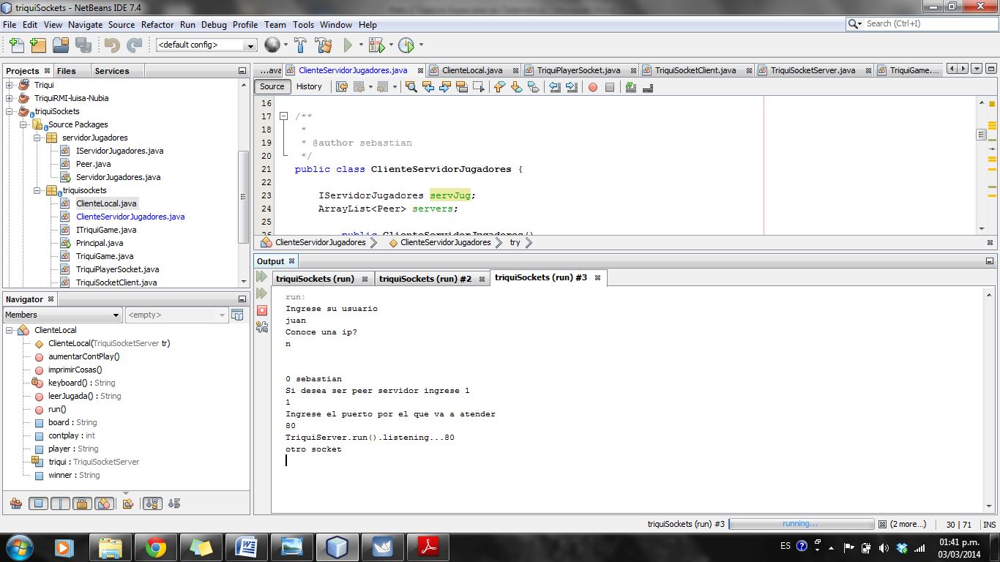 triquiSockets - NetBeans IDE 7.4
File Edit View Navigate Source Refactor Run Debug Profile Team Tools Window Help
Search (Ctrl+I)
<default config>
Projects Files Services
Triqui
TriquiRMI-luisa-Nubia
triquiSockets
Source Packages
servidorJugadores
IServidorJugadores.java
Peer.java
ServidorJugadores.java
triquisockets
ClienteLocal.java
ClienteServidorJugadores.java
ITriquiGame.java
Principal.java
TriquiGame.java
TriquiPlayerSocket.java
TriquiSocketClient.java
Navigator
Members <empty>
ClienteLocal
ClienteLocal(TriquiSocketServer tr)
aumentarContPlay()
imprimirCosas()
keyboard() : String
leerJugada() : String
run()
board : String
contplay : int
player : String
triqui : TriquiSocketServer
winner : String
...ava ClienteServidorJugadores.java ClienteLocal.java TriquiPlayerSocket.java TriquiSocketClient.java TriquiSocketServer.java TriquiGame....
Source History
16
17 /**
18 *
19 * @author sebastian
20 */
21 public class ClienteServidorJugadores {
22
23 IServidorJugadores servJug;
24 ArrayList<Peer> servers;
25
26 public ClienteServidorJugadores()
ClienteServidorJugadores ClienteServidorJugadores try
Output
triquiSockets (run) triquiSockets (run) #2 triquiSockets (run) #3
run:
Ingrese su usuario
juan
Conoce una ip?
n
0 sebastian
Si desea ser peer servidor ingrese 1
1
Ingrese el puerto por el que va a atender
80
TriquiServer.run().listening...80
otro socket
triquiSockets (run) #3 running... (2 more...) 30 | 71 INS
ES 01:41 p.m.
03/03/2014